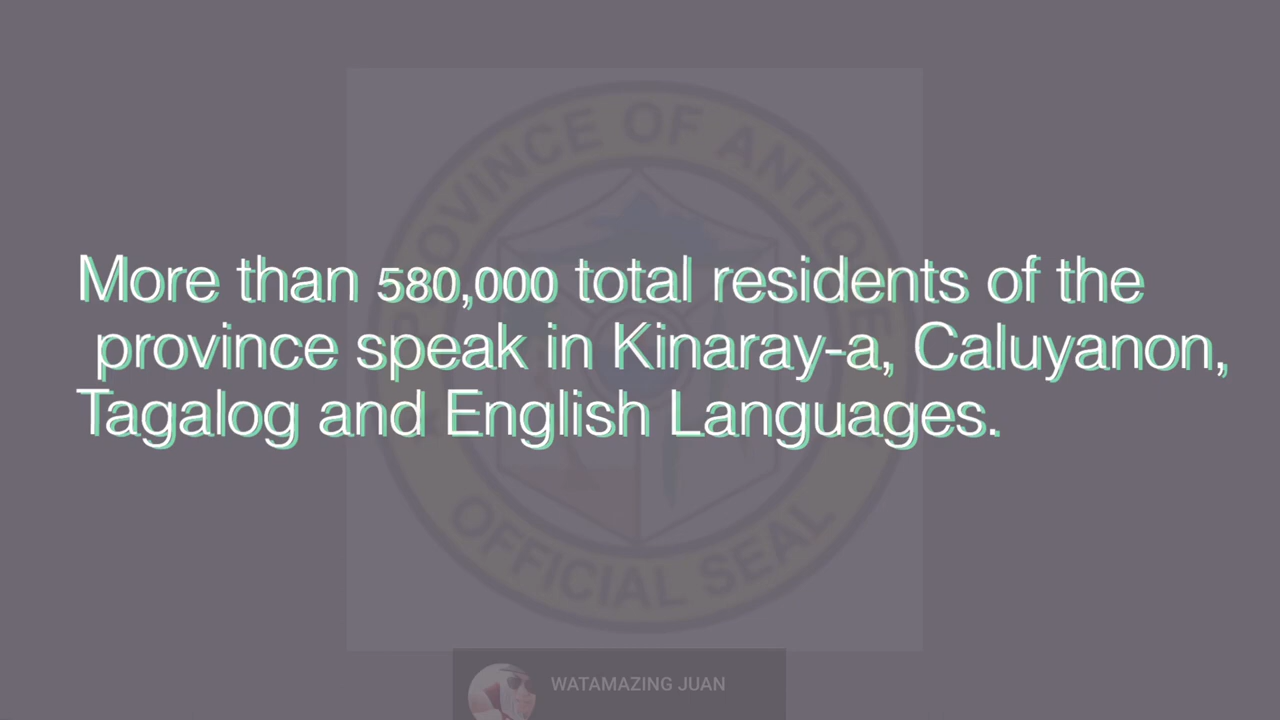 PROVINCE OF ANTIQUE
More than 580,000 total residents of the
province speak in Kinaray-a, Caluyanon,
Tagalog and English Languages.
OFFICIAL SEAL
WATAMAZING JUAN